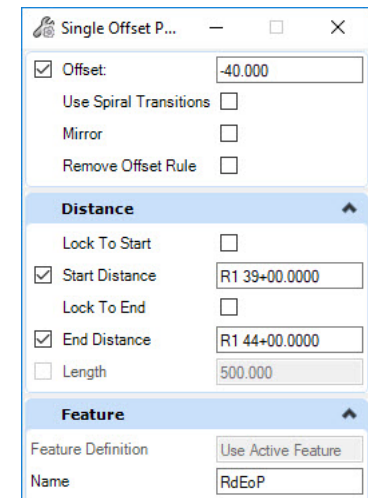 Single Offset P...
Offset: -40.000
Use Spiral Transitions
Mirror
Remove Offset Rule
Distance
Lock To Start
Start Distance R1 39+00.0000
Lock To End
End Distance R1 44+00.0000
Length 500.000
Feature
Feature Definition Use Active Feature
Name RdEoP